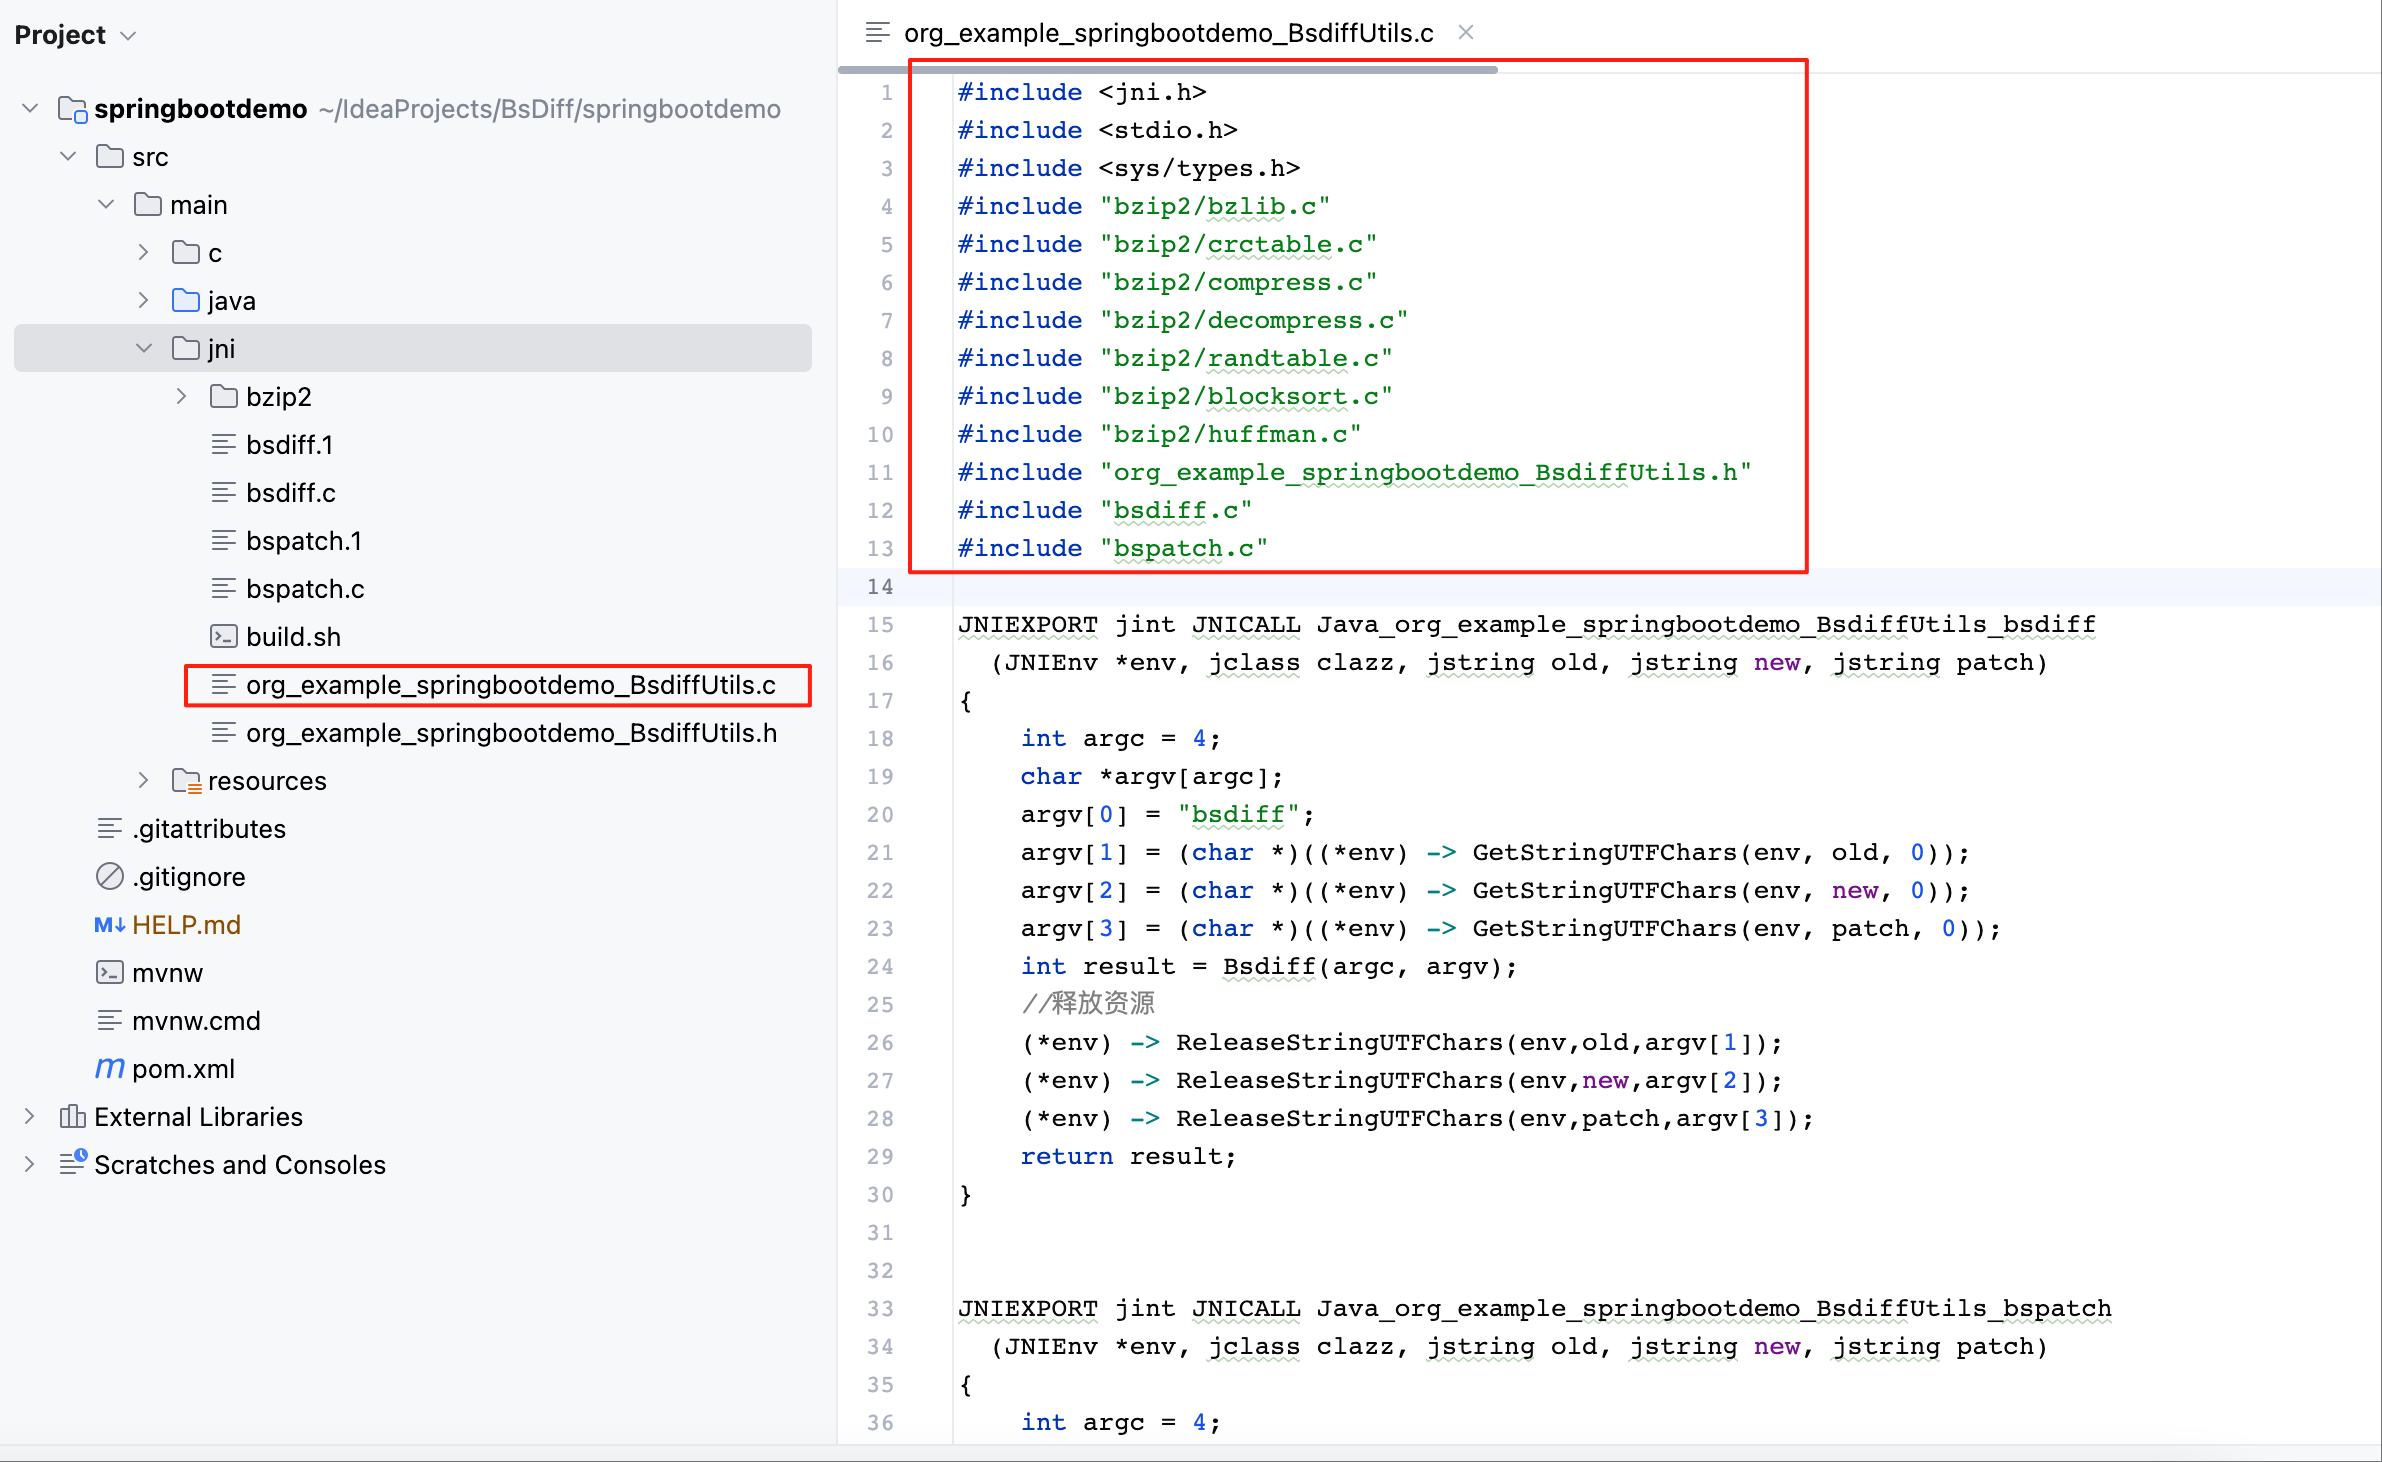 Project
springbootdemo ~/IdeaProjects/BsDiff/springbootdemo
src
main
c
java
jni
bzip2
bsdiff.1
bsdiff.c
bspatch.1
bspatch.c
build.sh
org_example_springbootdemo_BsdiffUtils.c
org_example_springbootdemo_BsdiffUtils.h
resources
.gitattributes
.gitignore
M↓ HELP.md
mvnw
mvnw.cmd
m pom.xml
External Libraries
Scratches and Consoles
org_example_springbootdemo_BsdiffUtils.c
1 #include <jni.h>
2 #include <stdio.h>
3 #include <sys/types.h>
4 #include "bzip2/bzlib.c"
5 #include "bzip2/crctable.c"
6 #include "bzip2/compress.c"
7 #include "bzip2/decompress.c"
8 #include "bzip2/randtable.c"
9 #include "bzip2/blocksort.c"
10 #include "bzip2/huffman.c"
11 #include "org_example_springbootdemo_BsdiffUtils.h"
12 #include "bsdiff.c"
13 #include "bspatch.c"
14
15 JNIEXPORT jint JNICALL Java_org_example_springbootdemo_BsdiffUtils_bsdiff
16 (JNIEnv *env, jclass clazz, jstring old, jstring new, jstring patch)
17 {
18 int argc = 4;
19 char *argv[argc];
20 argv[0] = "bsdiff";
21 argv[1] = (char *)((*env) -> GetStringUTFChars(env, old, 0));
22 argv[2] = (char *)((*env) -> GetStringUTFChars(env, new, 0));
23 argv[3] = (char *)((*env) -> GetStringUTFChars(env, patch, 0));
24 int result = Bsdiff(argc, argv);
25 //释放资源
26 (*env) -> ReleaseStringUTFChars(env,old,argv[1]);
27 (*env) -> ReleaseStringUTFChars(env,new,argv[2]);
28 (*env) -> ReleaseStringUTFChars(env,patch,argv[3]);
29 return result;
30 }
31
32
33 JNIEXPORT jint JNICALL Java_org_example_springbootdemo_BsdiffUtils_bspatch
34 (JNIEnv *env, jclass clazz, jstring old, jstring new, jstring patch)
35 {
36 int argc = 4;